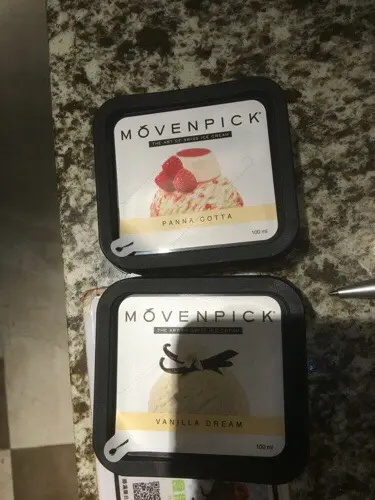 MÖVENPICK®
THE ART OF SWISS ICE CREAM
PANNA COTTA
100 ml
MÖVENPICK®
THE ART OF SWISS ICE CREAM
VANILLA DREAM
100 ml